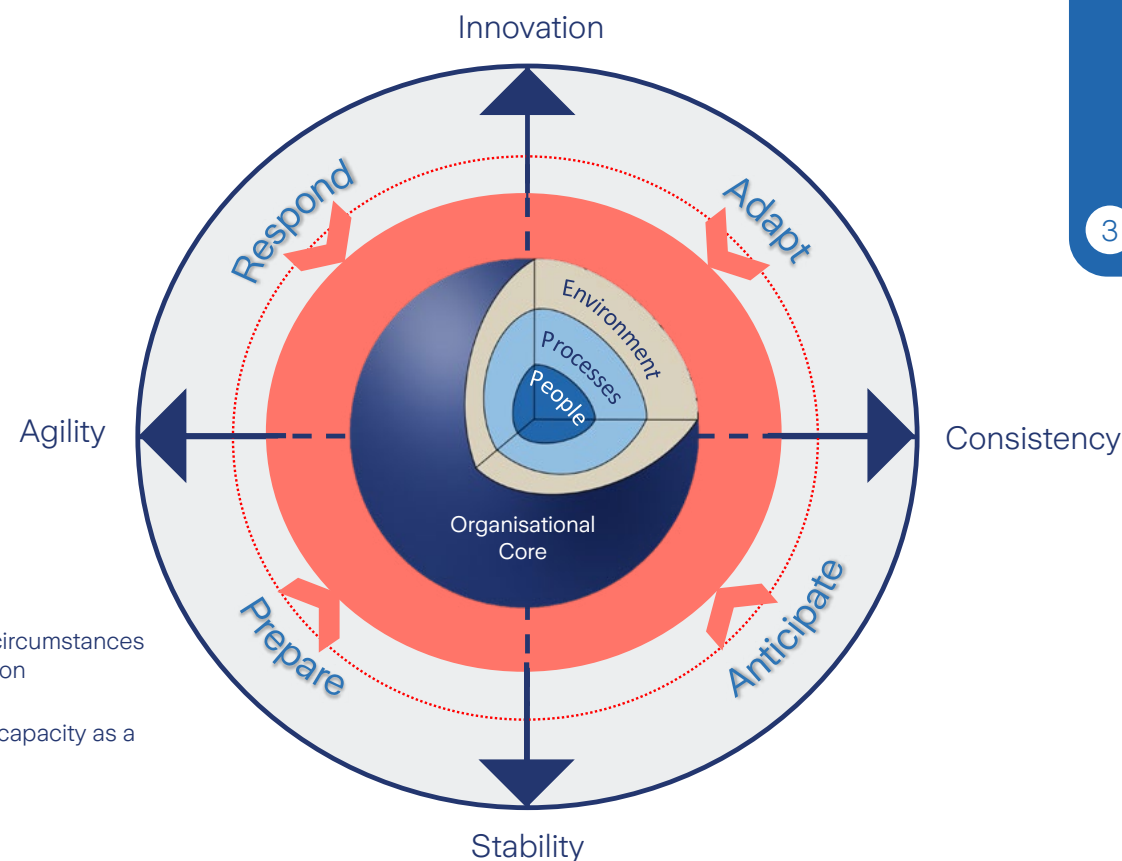 Innovation
3
Respond
Adapt
Environment
Processes
People
Agility
Consistency
Organisational
Core
Prepare
Anticipate
circumstances
on
capacity as a
Stability